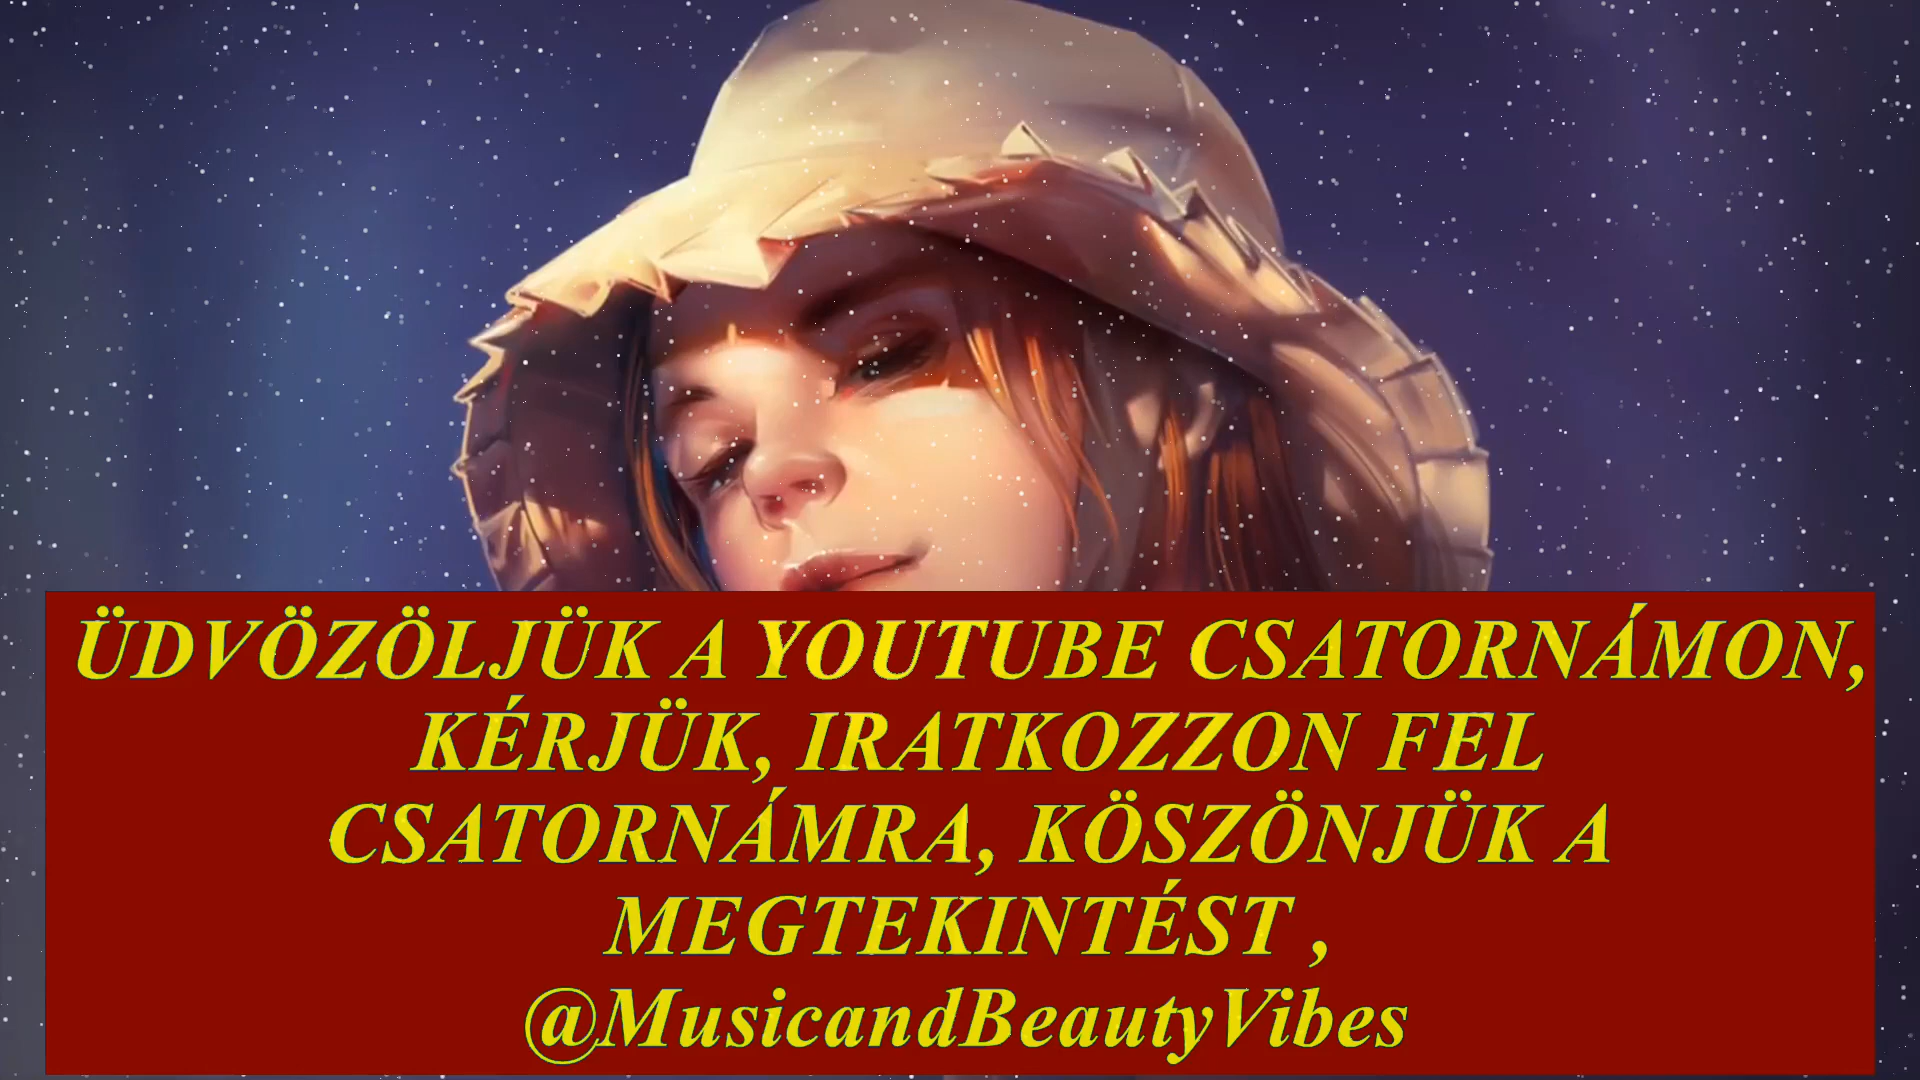 ÜDVÖZÖLJÜK A YOUTUBE CSATORNÁMON,
KÉRJÜK, IRATKOZZON FEL
CSATORNÁMRA, KÖSZÖNJÜK A
MEGTEKINTÉST ,
@MusicandBeautyVibes